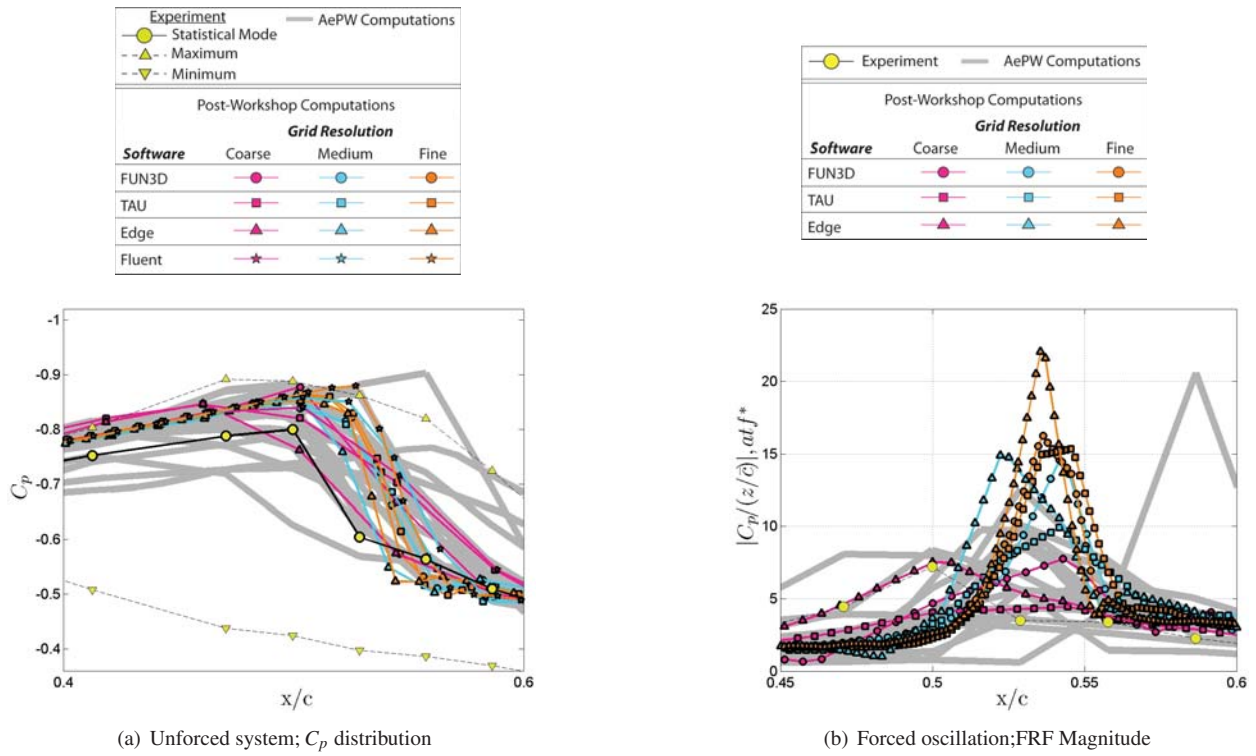 Experiment
AePW Computations
Statistical Mode
Maximum
Minimum
Post-Workshop Computations
Grid Resolution
Software Coarse Medium Fine
FUN3D
TAU
Edge
Fluent
-1
-0.9
-0.8
-0.7
-0.6
-0.5
-0.4
C_p
0.4 0.6
x/c
(a) Unforced system; C_p distribution
Experiment AePW Computations
Post-Workshop Computations
Grid Resolution
Software Coarse Medium Fine
FUN3D
TAU
Edge
25
20
15
10
5
0
|C_p/(z/c̄)|, at f*
0.45 0.5 0.55 0.6
x/c
(b) Forced oscillation;FRF Magnitude